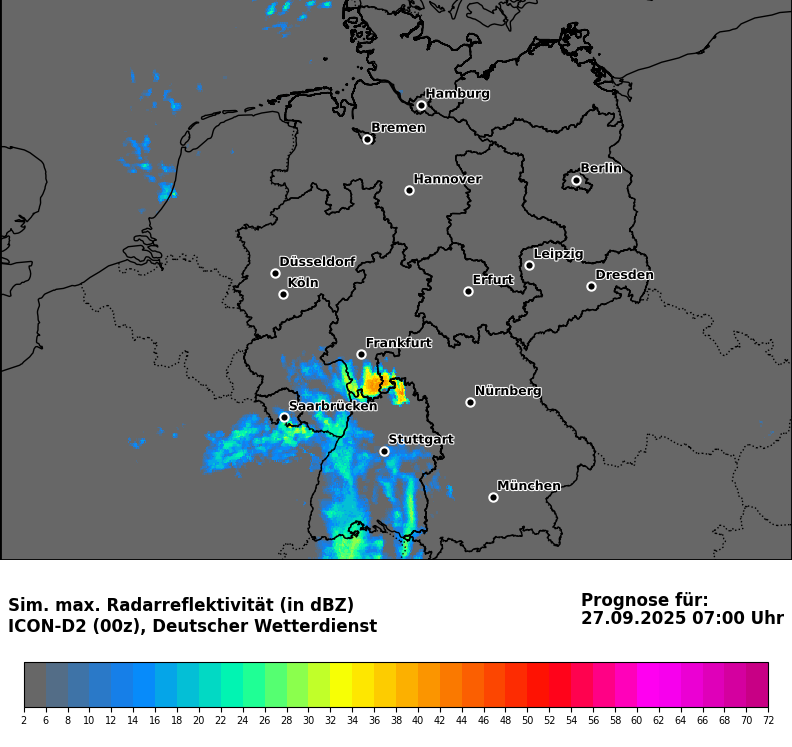 Hamburg
Bremen
Berlin
Hannover
Leipzig
Düsseldorf
Dresden
Erfurt
Köln
Frankfurt
Nürnberg
Saarbrücken
Stuttgart
München
Sim. max. Radarreflektivität (in dBZ)
ICON-D2 (00z), Deutscher Wetterdienst
Prognose für:
27.09.2025 07:00 Uhr
2 6 8 10 12 14 16 18 20 22 24 26 28 30 32 34 36 38 40 42 44 46 48 50 52 54 56 58 60 62 64 66 68 70 72